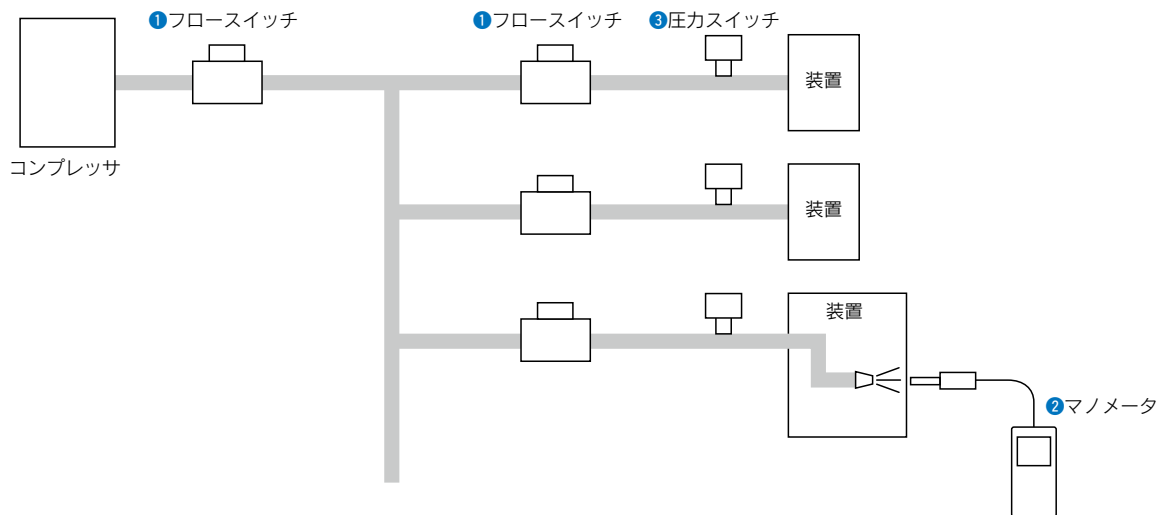 ❶フロースイッチ
❶フロースイッチ
❸圧力スイッチ
装置
コンプレッサ
装置
装置
❷マノメータ